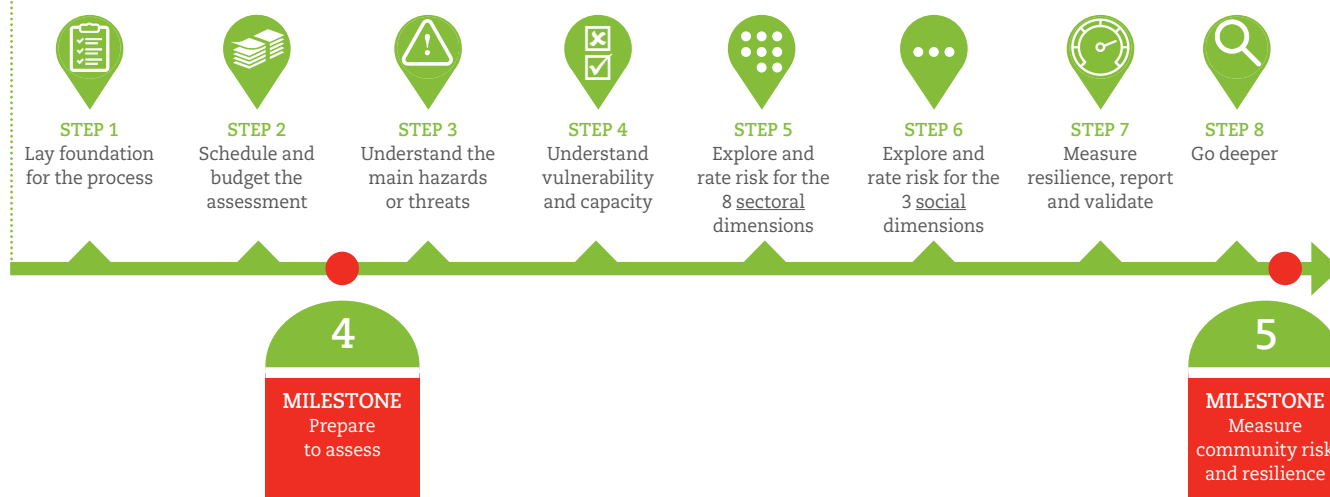 STEP 1
Lay foundation
for the process
STEP 2
Schedule and
budget the
assessment
STEP 3
Understand the
main hazards
or threats
STEP 4
Understand
vulnerability
and capacity
STEP 5
Explore and
rate risk for the
8 sectoral
dimensions
STEP 6
Explore and
rate risk for the
3 social
dimensions
STEP 7
Measure
resilience, report
and validate
STEP 8
Go deeper
4
MILESTONE
Prepare
to assess
5
MILESTONE
Measure
community risk
and resilience